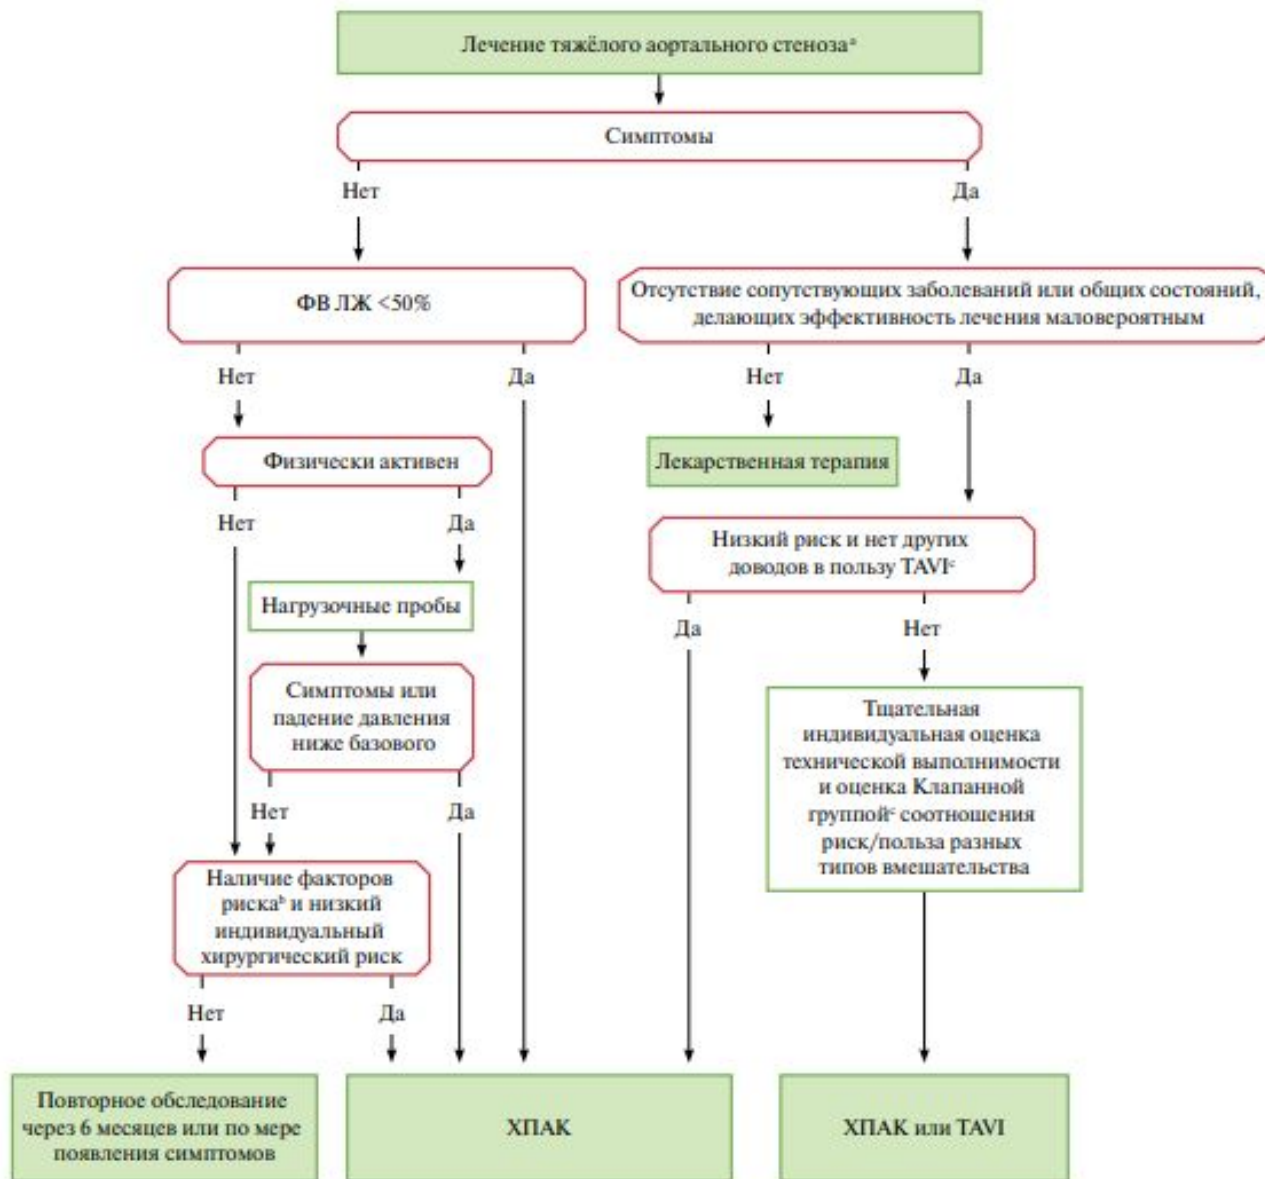 Лечение тяжёлого аортального стенозаᵃ
Симптомы
Нет
Да
ФВ ЛЖ <50%
Отсутствие сопутствующих заболеваний или общих состояний,
делающих эффективность лечения маловероятным
Нет
Да
Нет
Да
Физически активен
Лекарственная терапия
Нет
Да
Низкий риск и нет других
доводов в пользу TAVIᶜ
Нагрузочные пробы
Да
Нет
Симптомы или
падение давления
ниже базового
Тщательная
индивидуальная оценка
технической выполнимости
и оценка Клапанной
группойᶜ соотношения
риск/польза разных
типов вмешательства
Нет
Да
Наличие факторов
рискаᵇ и низкий
индивидуальный
хирургический риск
Нет
Да
Повторное обследование
через 6 месяцев или по мере
появления симптомов
ХПАК
ХПАК или TAVI